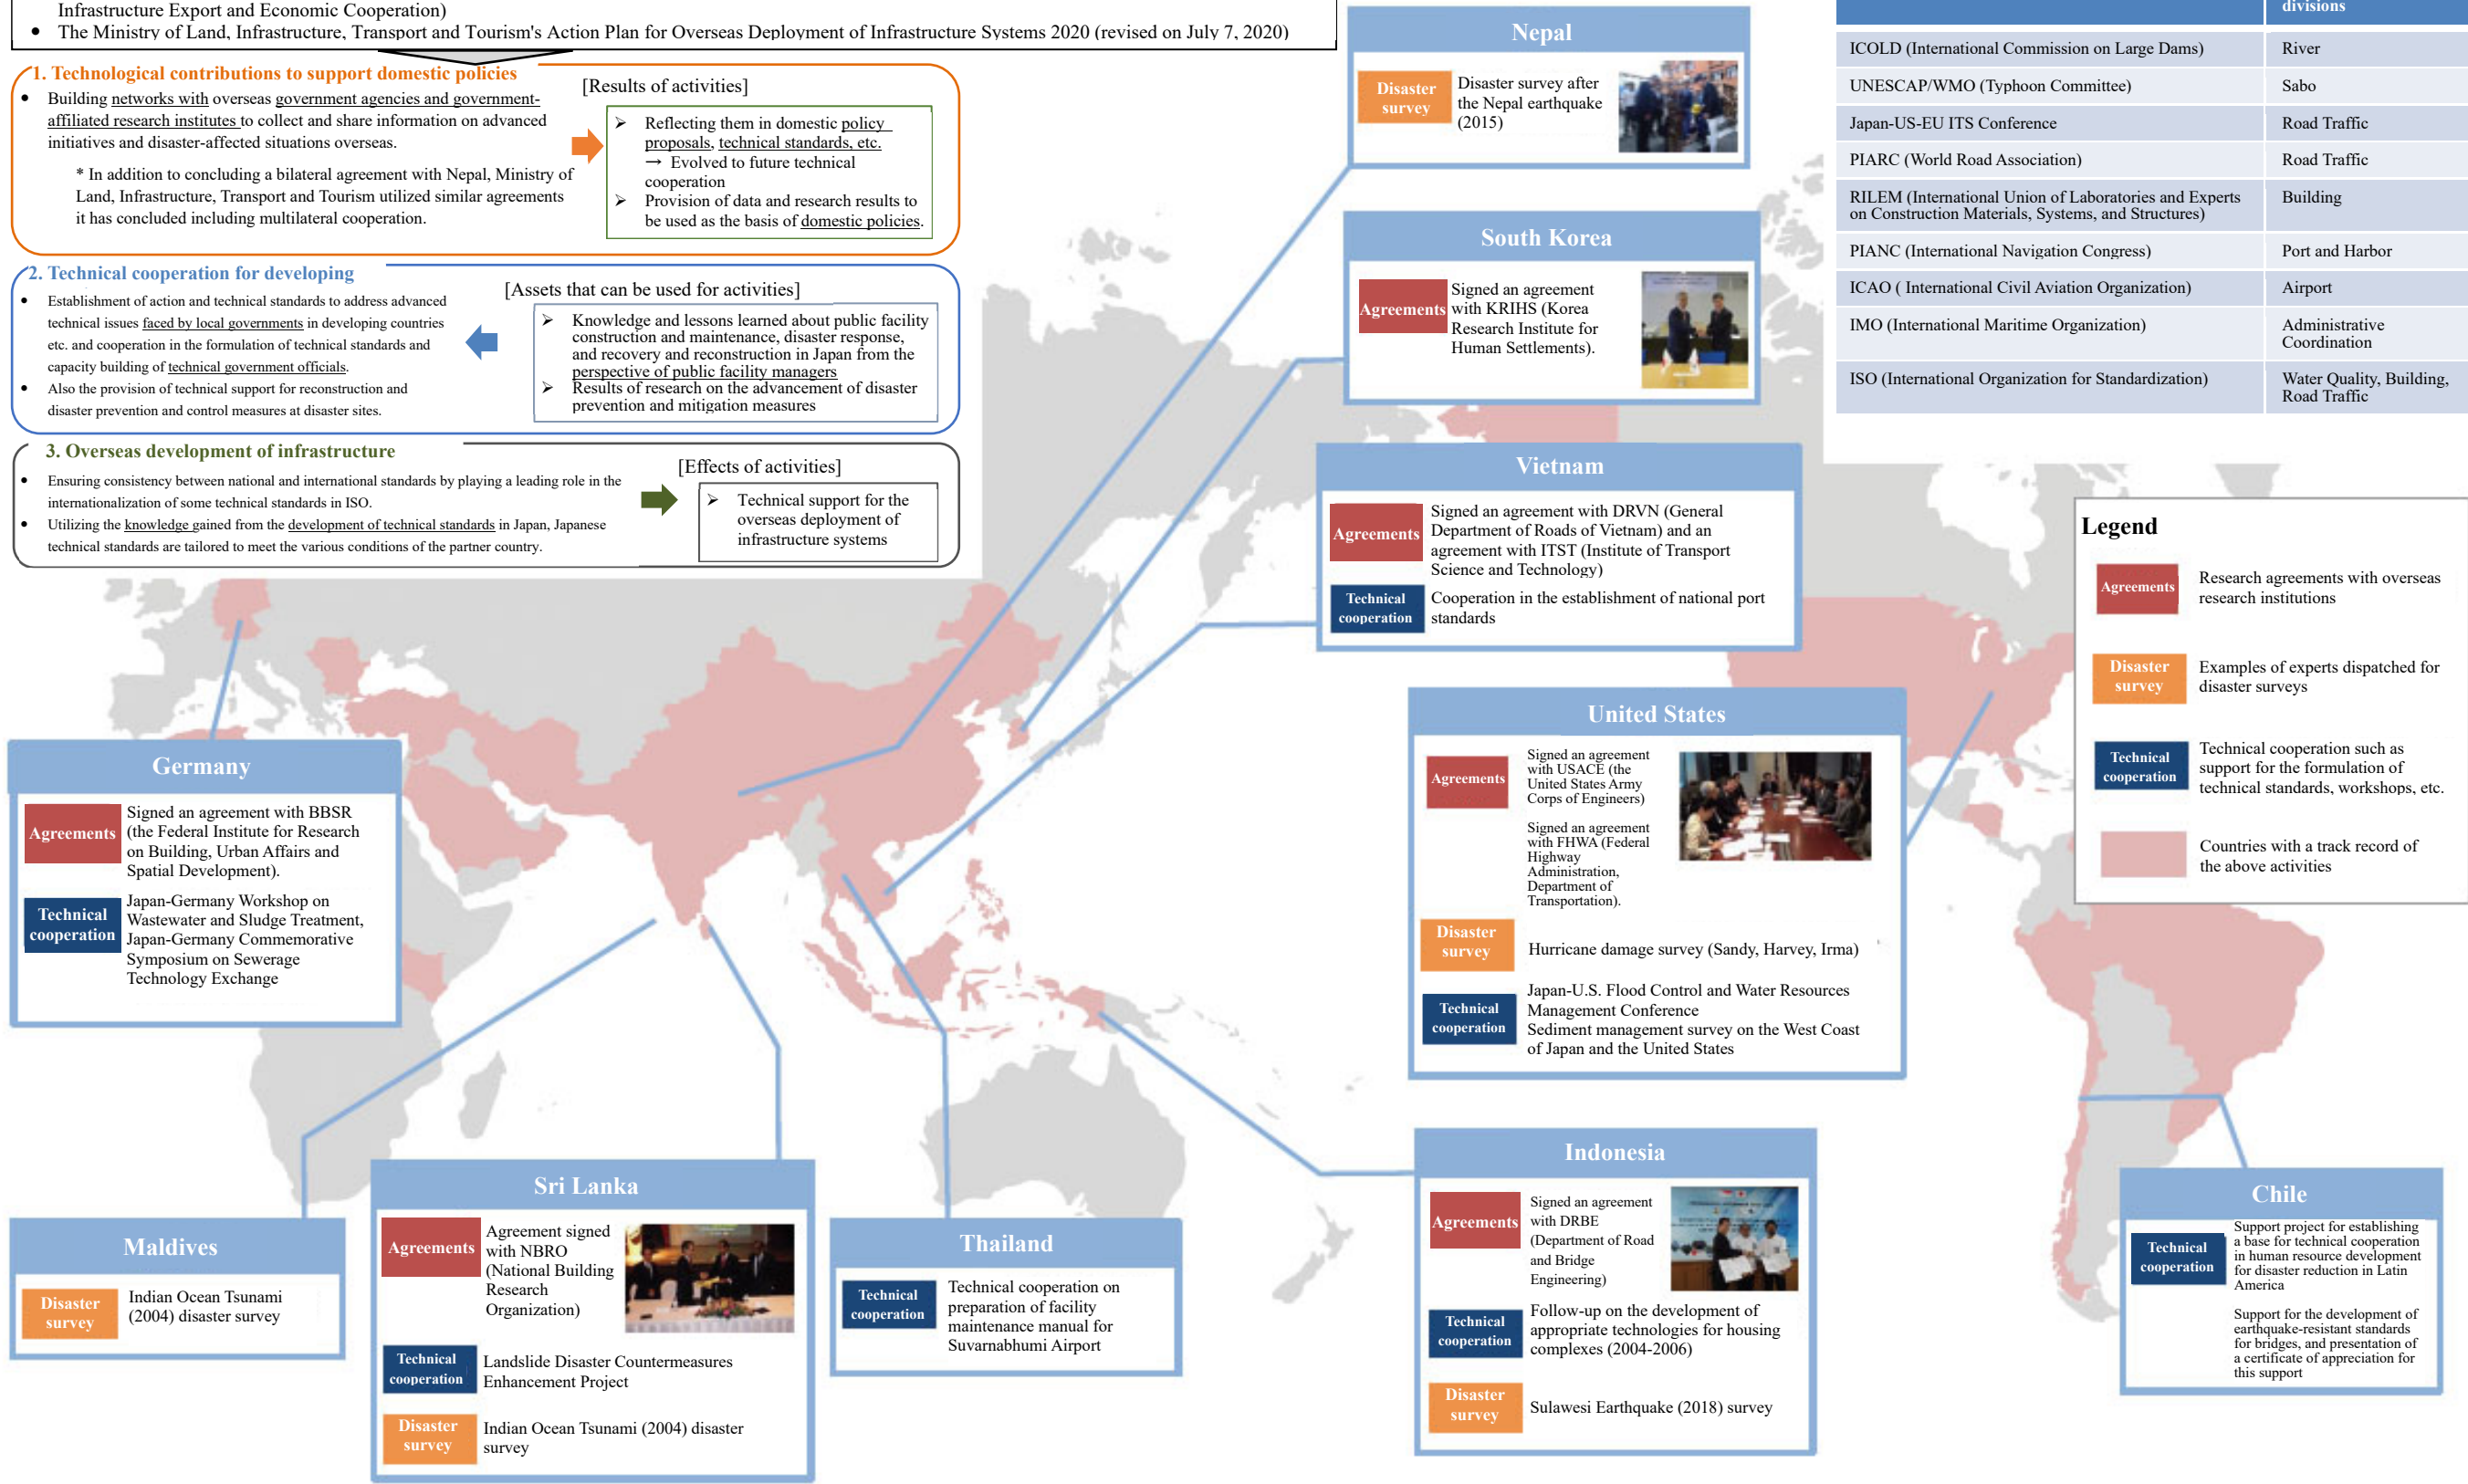 Infrastructure Export and Economic Cooperation)
• The Ministry of Land, Infrastructure, Transport and Tourism's Action Plan for Overseas Deployment of Infrastructure Systems 2020 (revised on July 7, 2020)
1. Technological contributions to support domestic policies
• Building networks with overseas government agencies and government-
affiliated research institutes to collect and share information on advanced
initiatives and disaster-affected situations overseas.
* In addition to concluding a bilateral agreement with Nepal, Ministry of
Land, Infrastructure, Transport and Tourism utilized similar agreements
it has concluded including multilateral cooperation.
[Results of activities]
➢ Reflecting them in domestic policy
proposals, technical standards, etc.
→ Evolved to future technical
cooperation
➢ Provision of data and research results to
be used as the basis of domestic policies.
2. Technical cooperation for developing
• Establishment of action and technical standards to address advanced
technical issues faced by local governments in developing countries
etc. and cooperation in the formulation of technical standards and
capacity building of technical government officials.
• Also the provision of technical support for reconstruction and
disaster prevention and control measures at disaster sites.
[Assets that can be used for activities]
➢ Knowledge and lessons learned about public facility
construction and maintenance, disaster response,
and recovery and reconstruction in Japan from the
perspective of public facility managers
➢ Results of research on the advancement of disaster
prevention and mitigation measures
3. Overseas development of infrastructure
• Ensuring consistency between national and international standards by playing a leading role in the
internationalization of some technical standards in ISO.
• Utilizing the knowledge gained from the development of technical standards in Japan, Japanese
technical standards are tailored to meet the various conditions of the partner country.
[Effects of activities]
➢ Technical support for the
overseas deployment of
infrastructure systems
Nepal
Disaster
survey
Disaster survey after
the Nepal earthquake
(2015)
South Korea
Agreements
Signed an agreement
with KRIHS (Korea
Research Institute for
Human Settlements).
Vietnam
Agreements
Signed an agreement with DRVN (General
Department of Roads of Vietnam) and an
agreement with ITST (Institute of Transport
Science and Technology)
Technical
cooperation
Cooperation in the establishment of national port
standards
divisions
ICOLD (International Commission on Large Dams) River
UNESCAP/WMO (Typhoon Committee) Sabo
Japan-US-EU ITS Conference Road Traffic
PIARC (World Road Association) Road Traffic
RILEM (International Union of Laboratories and Experts
on Construction Materials, Systems, and Structures)
Building
PIANC (International Navigation Congress) Port and Harbor
ICAO ( International Civil Aviation Organization) Airport
IMO (International Maritime Organization) Administrative
Coordination
ISO (International Organization for Standardization) Water Quality, Building,
Road Traffic
Legend
Agreements
Research agreements with overseas
research institutions
Disaster
survey
Examples of experts dispatched for
disaster surveys
Technical
cooperation
Technical cooperation such as
support for the formulation of
technical standards, workshops, etc.
Countries with a track record of
the above activities
United States
Agreements
Signed an agreement
with USACE (the
United States Army
Corps of Engineers)
Signed an agreement
with FHWA (Federal
Highway
Administration,
Department of
Transportation).
Disaster
survey
Hurricane damage survey (Sandy, Harvey, Irma)
Technical
cooperation
Japan-U.S. Flood Control and Water Resources
Management Conference
Sediment management survey on the West Coast
of Japan and the United States
Germany
Agreements
Signed an agreement with BBSR
(the Federal Institute for Research
on Building, Urban Affairs and
Spatial Development).
Technical
cooperation
Japan-Germany Workshop on
Wastewater and Sludge Treatment,
Japan-Germany Commemorative
Symposium on Sewerage
Technology Exchange
Maldives
Disaster
survey
Indian Ocean Tsunami
(2004) disaster survey
Sri Lanka
Agreements
Agreement signed
with NBRO
(National Building
Research
Organization)
Technical
cooperation
Landslide Disaster Countermeasures
Enhancement Project
Disaster
survey
Indian Ocean Tsunami (2004) disaster
survey
Thailand
Technical
cooperation
Technical cooperation on
preparation of facility
maintenance manual for
Suvarnabhumi Airport
Indonesia
Agreements
Signed an agreement
with DRBE
(Department of Road
and Bridge
Engineering)
Technical
cooperation
Follow-up on the development of
appropriate technologies for housing
complexes (2004-2006)
Disaster
survey
Sulawesi Earthquake (2018) survey
Chile
Technical
cooperation
Support project for establishing
a base for technical cooperation
in human resource development
for disaster reduction in Latin
America
Support for the development of
earthquake-resistant standards
for bridges, and presentation of
a certificate of appreciation for
this support